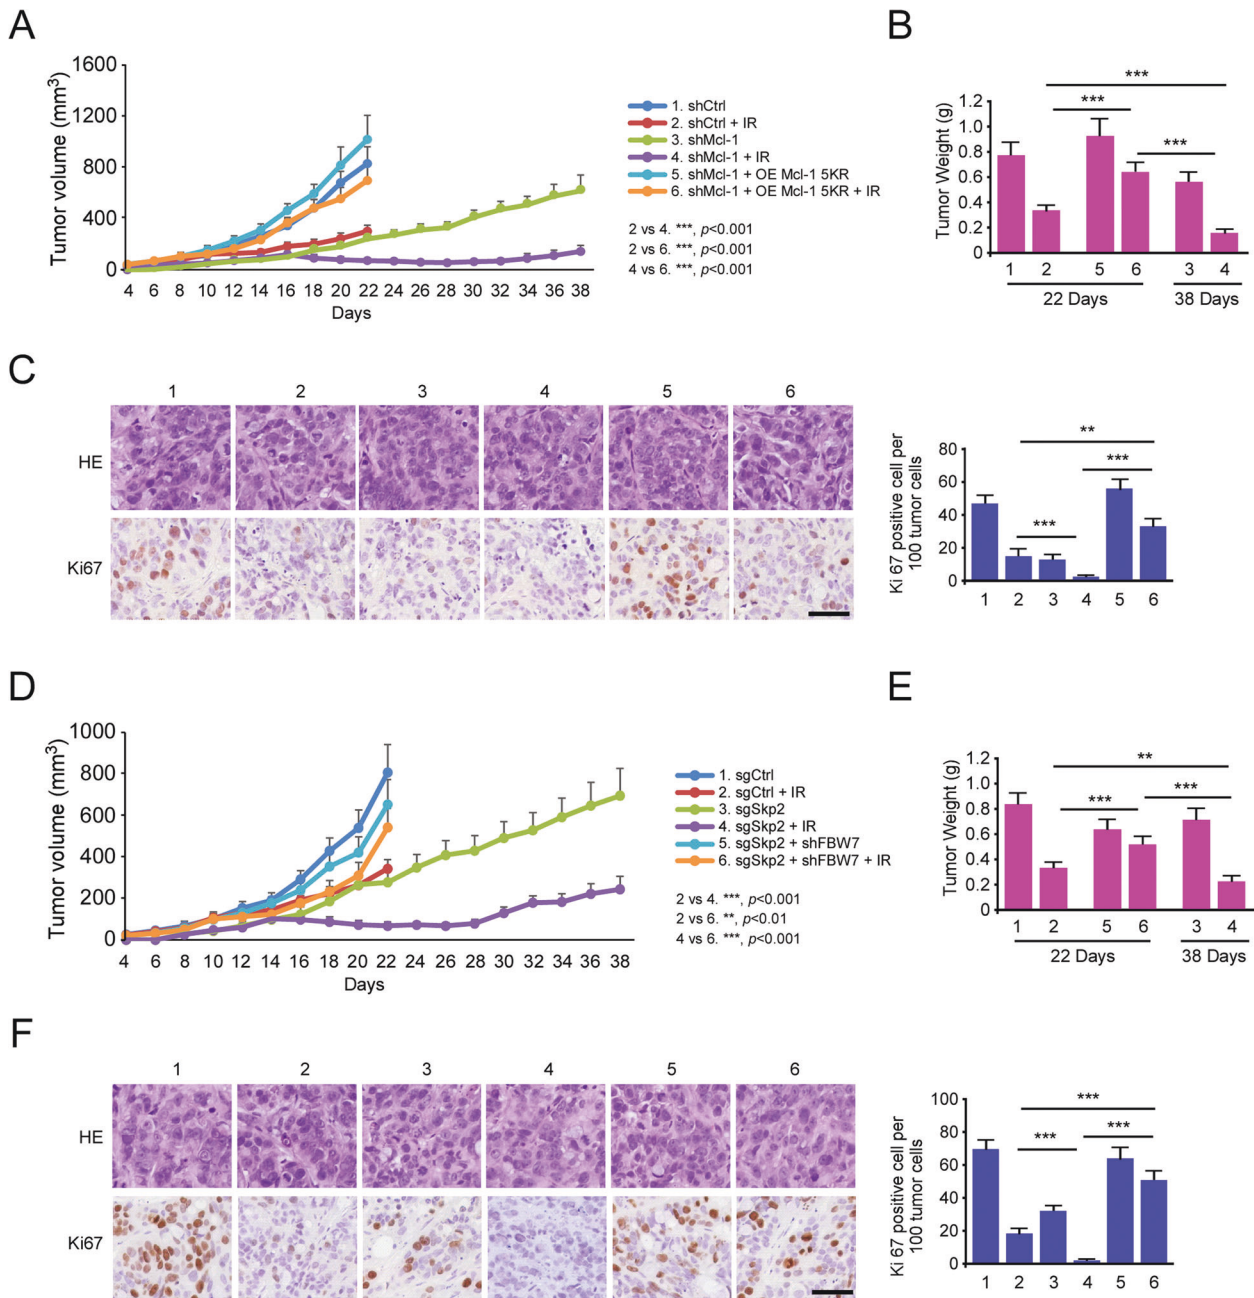 A
Tumor volume (mm³)
1600
1200
800
400
0
4 6 8 10 12 14 16 18 20 22 24 26 28 30 32 34 36 38
Days
1. shCtrl
2. shCtrl + IR
3. shMcl-1
4. shMcl-1 + IR
5. shMcl-1 + OE Mcl-1 5KR
6. shMcl-1 + OE Mcl-1 5KR + IR
2 vs 4. ***, p<0.001
2 vs 6. ***, p<0.001
4 vs 6. ***, p<0.001
B
Tumor Weight (g)
1.2
1.0
0.8
0.6
0.4
0.2
0
***
***
***
1 2 5 6 3 4
22 Days 38 Days
C
1 2 3 4 5 6
HE
Ki67
Ki 67 positive cell per
100 tumor cells
80
60
40
20
0
**
***
***
1 2 3 4 5 6
D
Tumor volume (mm³)
1000
800
600
400
200
0
4 6 8 10 12 14 16 18 20 22 24 26 28 30 32 34 36 38
Days
1. sgCtrl
2. sgCtrl + IR
3. sgSkp2
4. sgSkp2 + IR
5. sgSkp2 + shFBW7
6. sgSkp2 + shFBW7 + IR
2 vs 4. ***, p<0.001
2 vs 6. **, p<0.01
4 vs 6. ***, p<0.001
E
Tumor Weight (g)
1.2
1.0
0.8
0.6
0.4
0.2
0
**
***
***
1 2 5 6 3 4
22 Days 38 Days
F
1 2 3 4 5 6
HE
Ki67
Ki 67 positive cell per
100 tumor cells
100
80
60
40
20
0
***
***
***
1 2 3 4 5 6